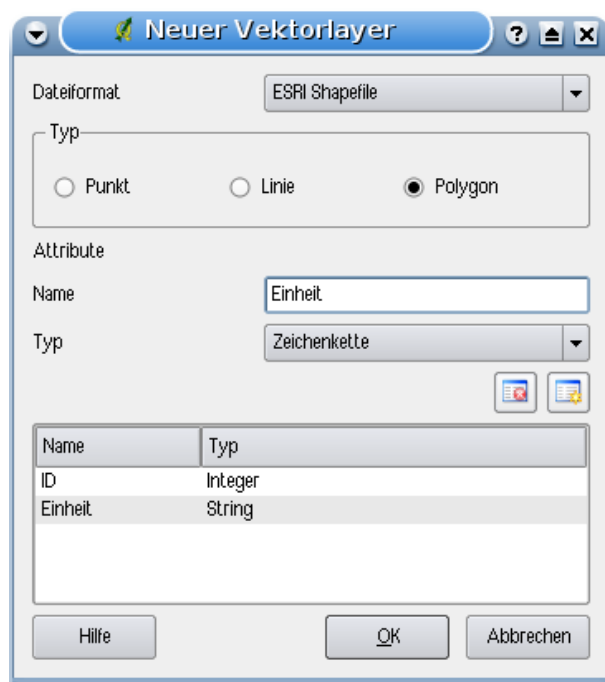 Neuer Vektorlayer
Dateiformat ESRI Shapefile
Typ
Punkt Linie Polygon
Attribute
Name Einheit
Typ Zeichenkette
Name Typ
ID Integer
Einheit String
Hilfe OK Abbrechen